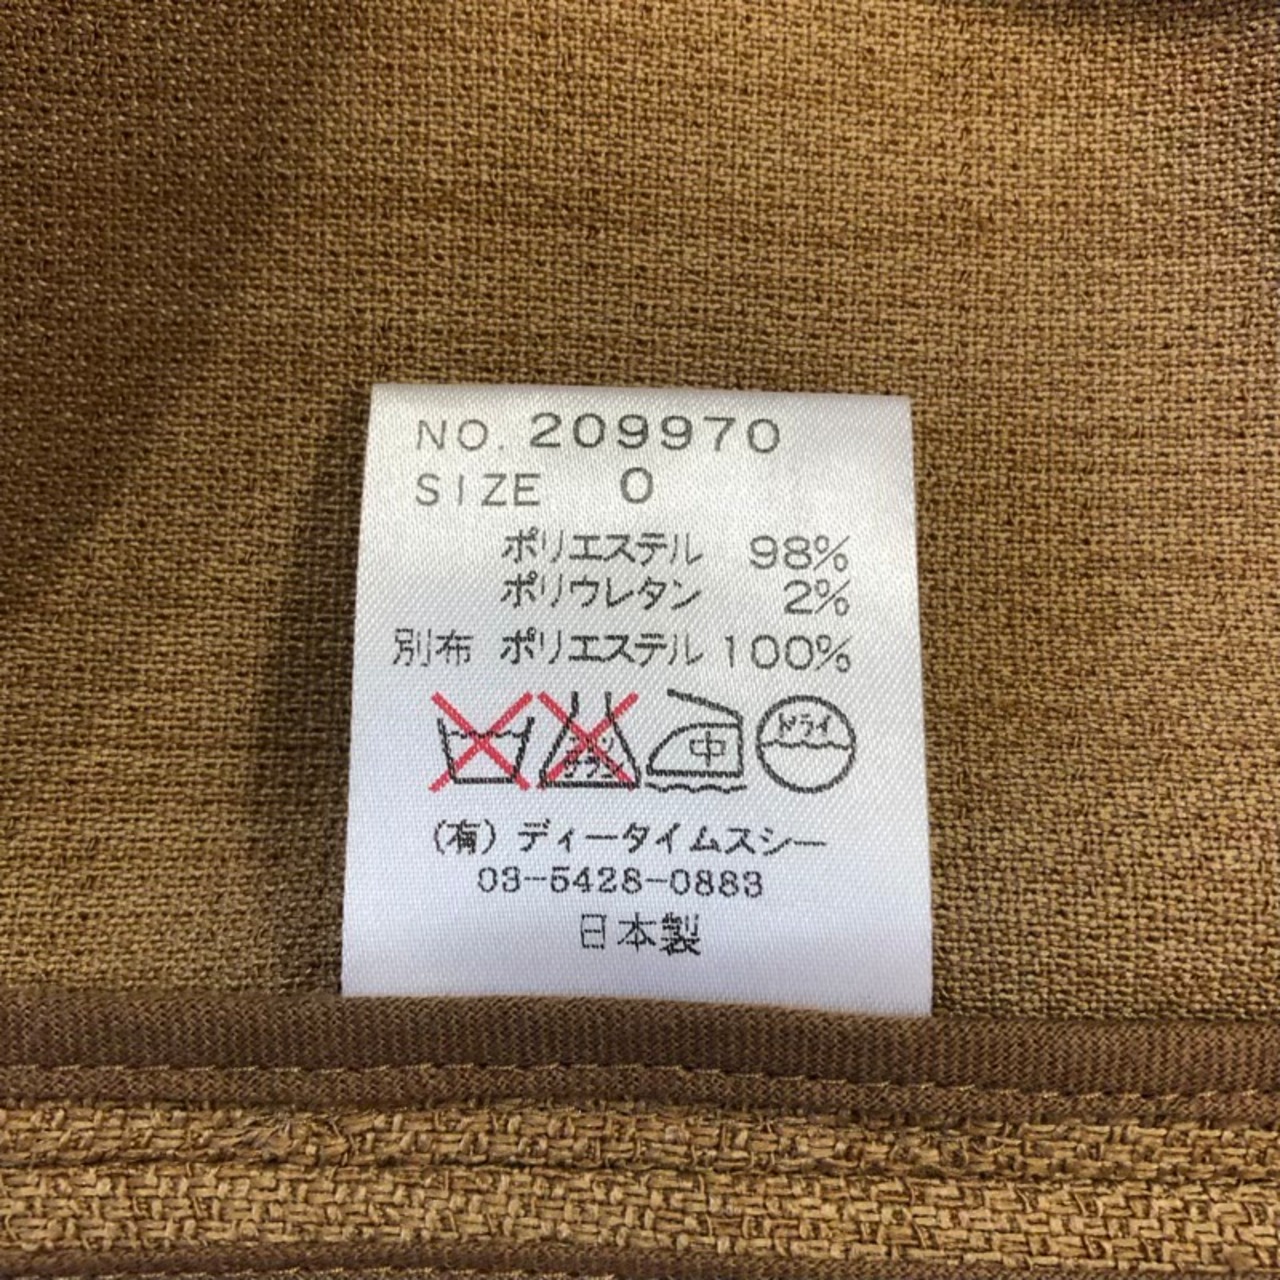 NO. 209970
SIZE 0
ポリエステル 98%
ポリウレタン 2%
別布 ポリエステル 100%
中 ドライ
(有) ディータイムスシー
03-5428-0883
日本製